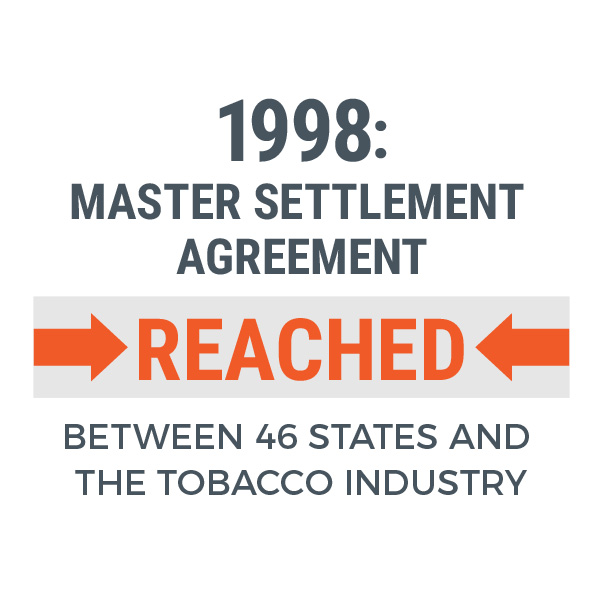 1998:
MASTER SETTLEMENT
AGREEMENT
REACHED
BETWEEN 46 STATES AND
THE TOBACCO INDUSTRY